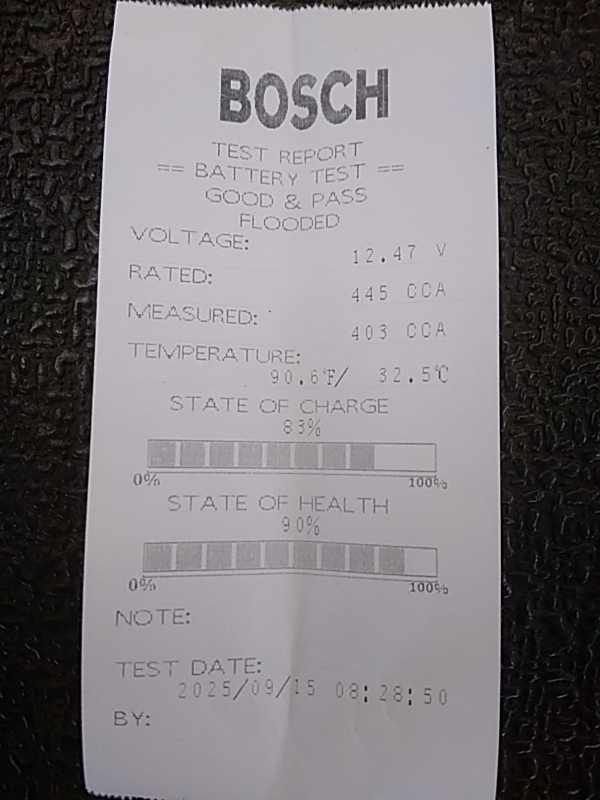 BOSCH
TEST REPORT
== BATTERY TEST ==
GOOD & PASS
FLOODED
VOLTAGE:
12.47 V
RATED:
445 CCA
MEASURED:
403 CCA
TEMPERATURE:
90.6℉/ 32.5℃
STATE OF CHARGE
83%
0% 100%
STATE OF HEALTH
90%
0% 100%
NOTE:
TEST DATE:
2025/09/15 08:28:50
BY: